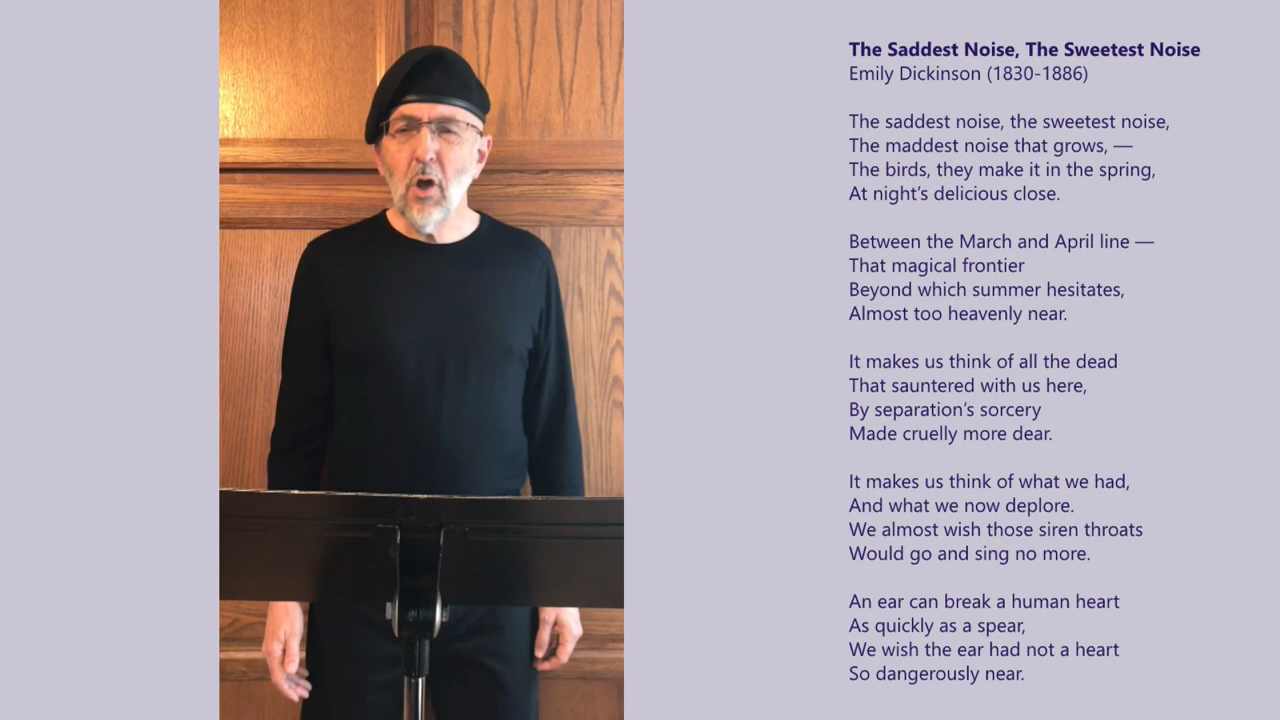 The Saddest Noise, The Sweetest Noise
Emily Dickinson (1830-1886)
The saddest noise, the sweetest noise,
The maddest noise that grows, —
The birds, they make it in the spring,
At night’s delicious close.
Between the March and April line —
That magical frontier
Beyond which summer hesitates,
Almost too heavenly near.
It makes us think of all the dead
That sauntered with us here,
By separation’s sorcery
Made cruelly more dear.
It makes us think of what we had,
And what we now deplore.
We almost wish those siren throats
Would go and sing no more.
An ear can break a human heart
As quickly as a spear,
We wish the ear had not a heart
So dangerously near.